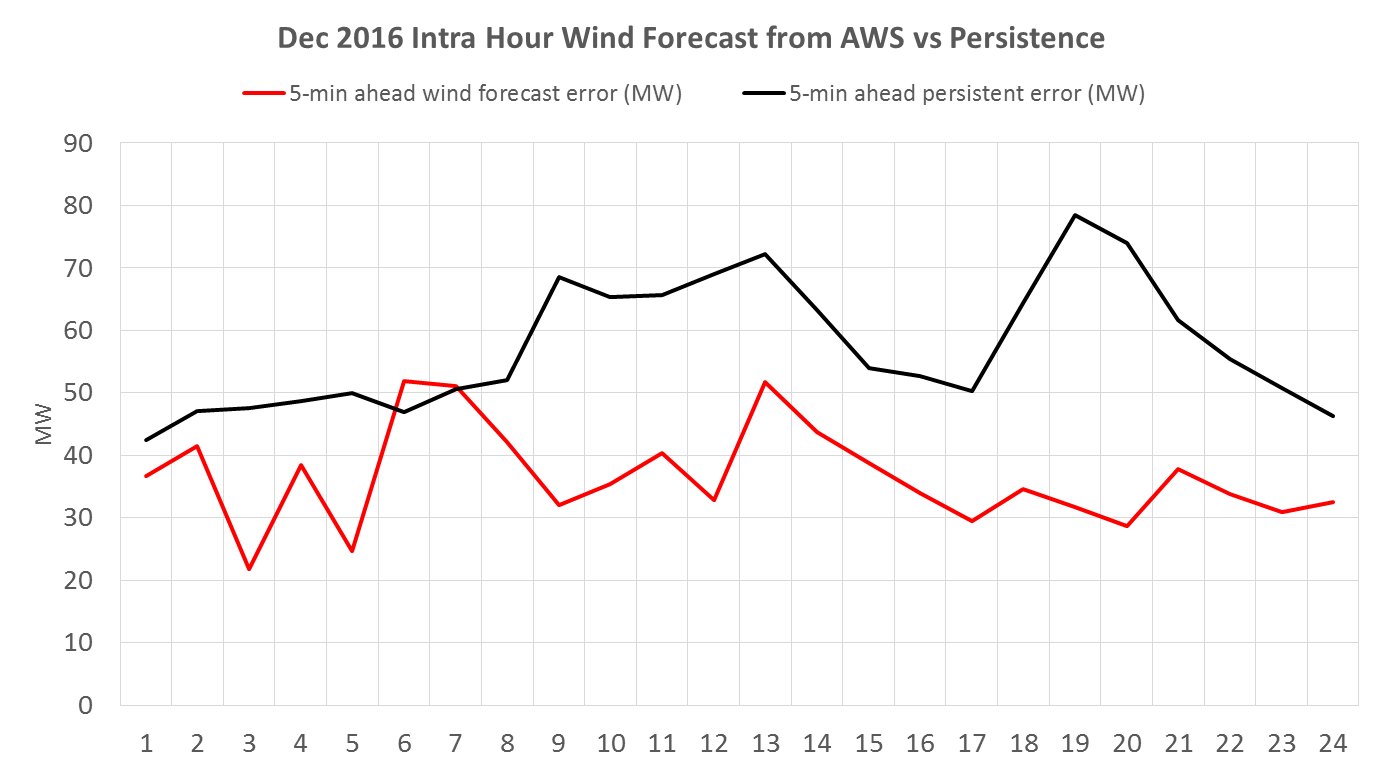 Dec 2016 Intra Hour Wind Forecast from AWS vs Persistence
5-min ahead wind forecast error (MW) 5-min ahead persistent error (MW)
90
80
70
60
50
40
30
20
10
0
MW
1 2 3 4 5 6 7 8 9 10 11 12 13 14 15 16 17 18 19 20 21 22 23 24